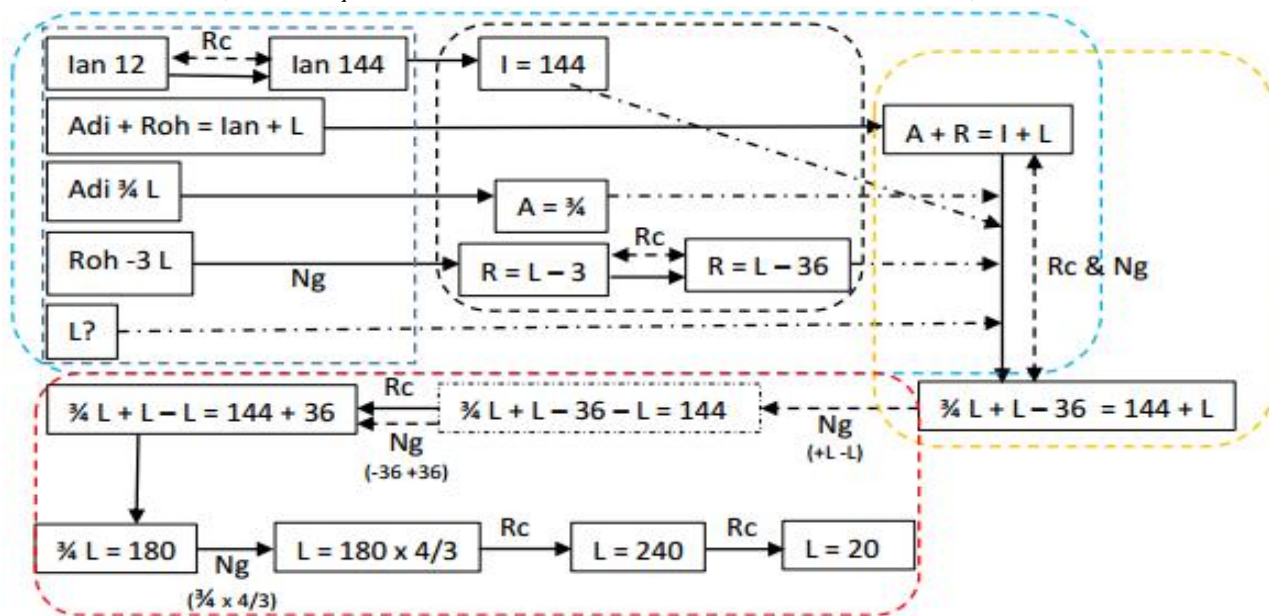 Ian 12
Rc
Ian 144
I = 144
Adi + Roh = Ian + L
A + R = I + L
Adi ¾ L
A = ¾
Roh -3 L
Ng
R = L – 3
Rc
R = L – 36
Rc & Ng
L?
¾ L + L – L = 144 + 36
Rc
Ng
(-36 +36)
¾ L + L – 36 – L = 144
Ng
(+L -L)
¾ L + L – 36 = 144 + L
¾ L = 180
Ng
(¾ x 4/3)
L = 180 x 4/3
Rc
L = 240
Rc
L = 20